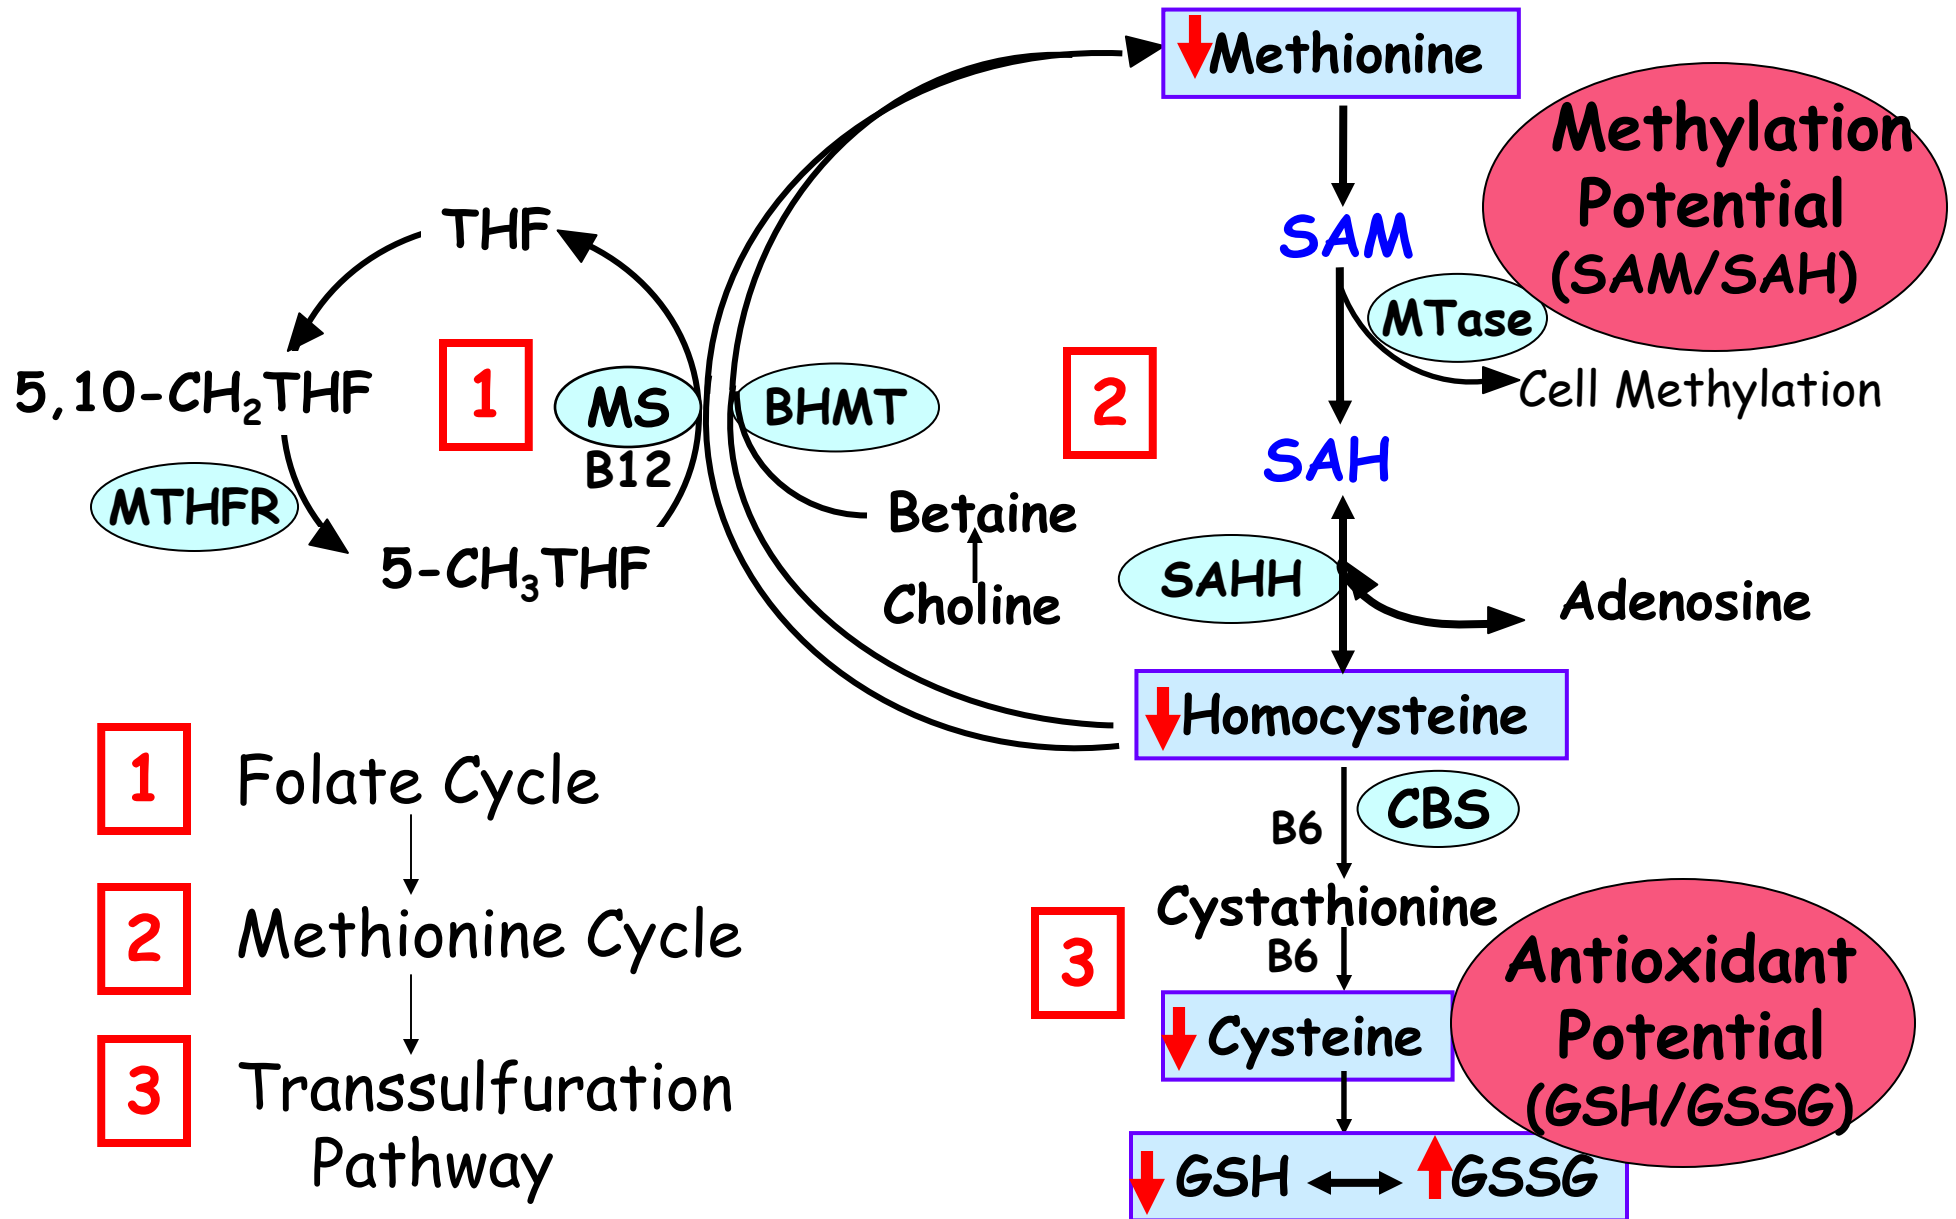 Methionine
Methylation
Potential
(SAM/SAH)
THF
SAM
MTase
5,10-CH₂THF
1
MS
BHMT
2
Cell Methylation
B12
SAH
MTHFR
Betaine
5-CH₃THF
SAHH
Choline
Adenosine
Homocysteine
1
Folate Cycle
B6
CBS
2
Methionine Cycle
Cystathionine
3
B6
Antioxidant
Potential
(GSH/GSSG)
Cysteine
3
Transsulfuration
Pathway
GSH
GSSG